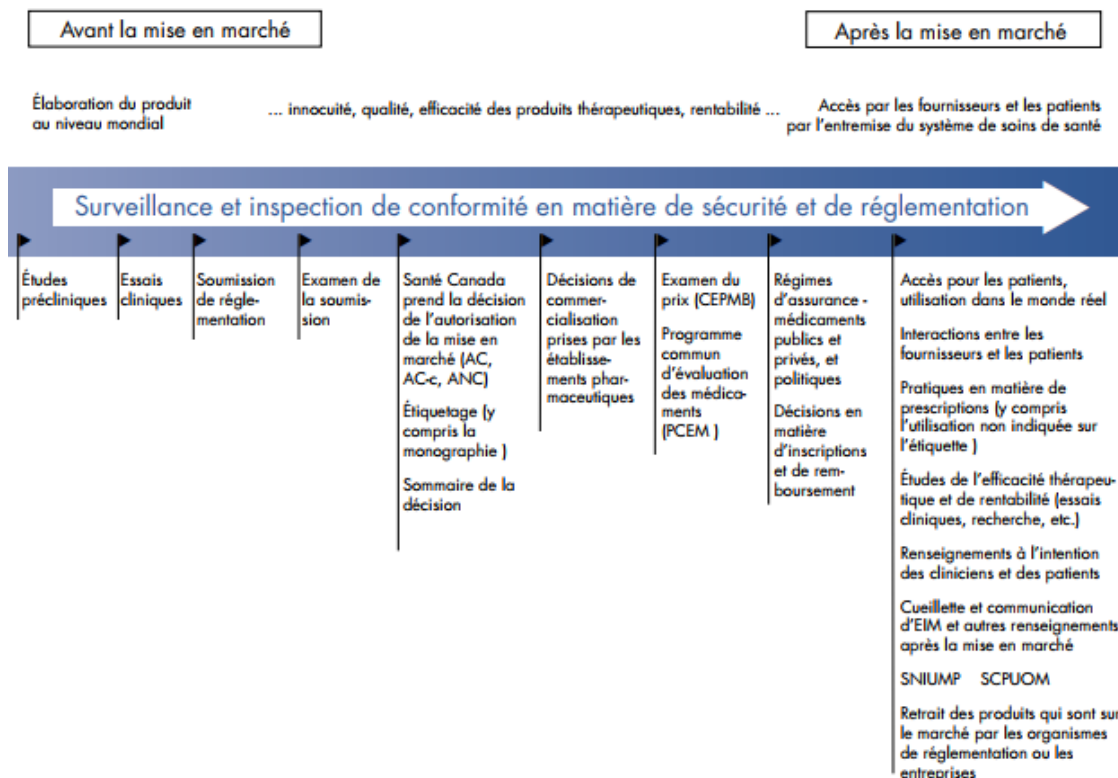 Avant la mise en marché
Après la mise en marché
Élaboration du produit
au niveau mondial
... innocuité, qualité, efficacité des produits thérapeutiques, rentabilité ...
Accès par les fournisseurs et les patients
par l'entremise du système de soins de santé
Surveillance et inspection de conformité en matière de sécurité et de réglementation
Études
précliniques
Essais
cliniques
Soumission
de régle-
mentation
Examen de
la soumis-
sion
Santé Canada
prend la décision
de l'autorisation
de la mise en
marché (AC,
AC-c, ANC)
Étiquetage (y
compris la
monographie )
Sommaire de la
décision
Décisions de
commer-
cialisation
prises par les
établisse-
ments phar-
maceutiques
Examen du
prix (CEPMB)
Programme
commun
d'évaluation
des médica-
ments
(PCEM )
Régimes
d'assurance -
médicaments
publics et
privés, et
politiques
Décisions en
matière
d'inscriptions
et de rem-
boursement
Accès pour les patients,
utilisation dans le monde réel
Interactions entre les
fournisseurs et les patients
Pratiques en matière de
prescriptions (y compris
l'utilisation non indiquée sur
l'étiquette )
Études de l'efficacité thérapeu-
tique et de rentabilité (essais
cliniques, recherche, etc.)
Renseignements à l'intention
des cliniciens et des patients
Cueillette et communication
d'EIM et autres renseignements
après la mise en marché
SNIUMP SCPUOM
Retrait des produits qui sont sur
le marché par les organismes
de réglementation ou les
entreprises